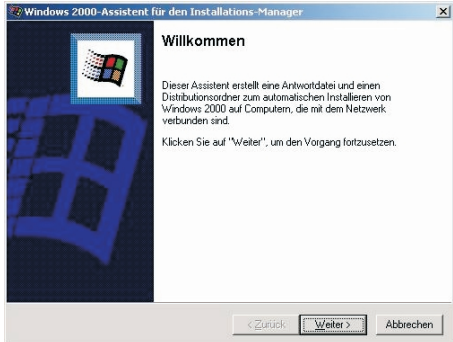 Windows 2000-Assistent für den Installations-Manager
Willkommen
Dieser Assistent erstellt eine Antwortdatei und einen
Distributionsordner zum automatischen Installieren von
Windows 2000 auf Computern, die mit dem Netzwerk
verbunden sind.
Klicken Sie auf "Weiter", um den Vorgang fortzusetzen.
< Zurück Weiter > Abbrechen